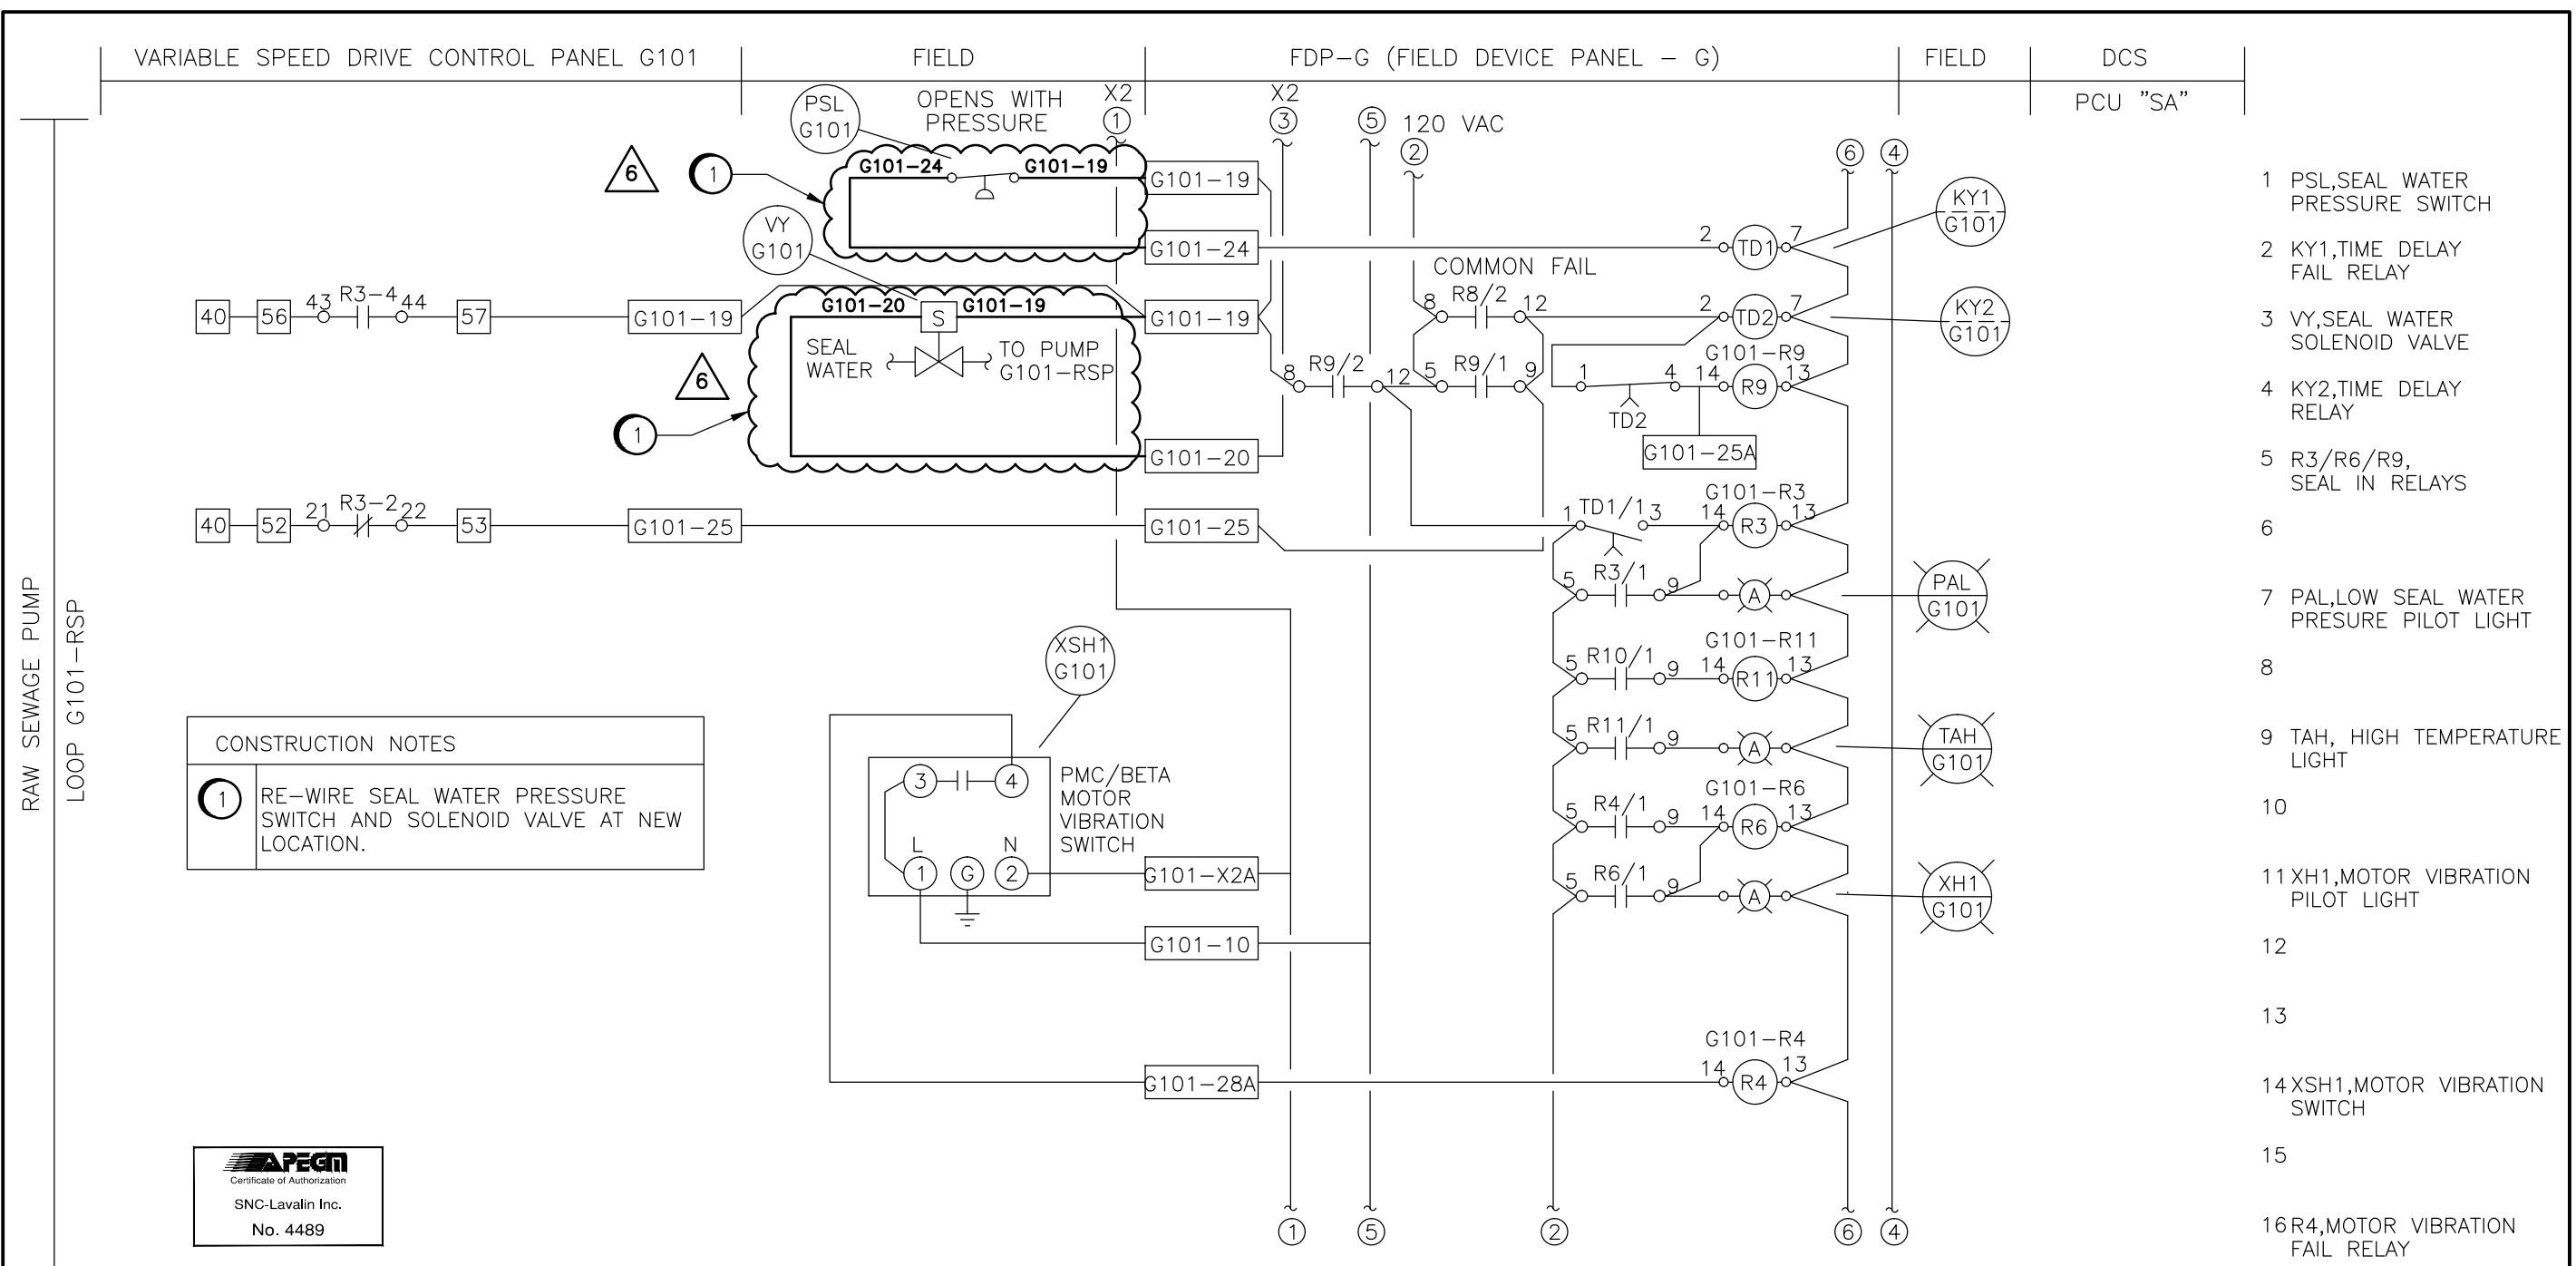 VARIABLE SPEED DRIVE CONTROL PANEL G101
FIELD
FDP-G (FIELD DEVICE PANEL - G)
FIELD
DCS
PCU "SA"
PSL
G101
OPENS WITH
PRESSURE
X2
1
X2
3
5
120 VAC
2
6
4
6
1
G101-24
G101-19
G101-19
KY1
G101
VY
G101
G101-24
2
TD1
7
COMMON FAIL
40
56
43
R3-4
44
57
G101-19
G101-20
S
G101-19
G101-19
8
R8/2
12
2
TD2
7
KY2
G101
SEAL
WATER
TO PUMP
G101-RSP
6
8
R9/2
12
5
R9/1
9
1
4
TD2
G101-R9
14
R9
13
1
G101-20
G101-25A
40
52
21
R3-2
22
53
G101-25
G101-25
1
TD1/1
3
G101-R3
14
R3
13
5
R3/1
9
A
PAL
G101
XSH1
G101
5
R10/1
9
G101-R11
14
R11
13
5
R11/1
9
A
TAH
G101
3
4
PMC/BETA
MOTOR
VIBRATION
SWITCH
L
N
1
G
2
G101-X2A
5
R4/1
9
G101-R6
14
R6
13
5
R6/1
9
A
XH1
G101
G101-10
G101-28A
G101-R4
14
R4
13
1
5
2
6
4
RAW SEWAGE PUMP
LOOP G101-RSP
CONSTRUCTION NOTES
1
RE-WIRE SEAL WATER PRESSURE
SWITCH AND SOLENOID VALVE AT NEW
LOCATION.
APEGM
Certificate of Authorization
SNC-Lavalin Inc.
No. 4489
1 PSL,SEAL WATER
PRESSURE SWITCH
2 KY1,TIME DELAY
FAIL RELAY
3 VY,SEAL WATER
SOLENOID VALVE
4 KY2,TIME DELAY
RELAY
5 R3/R6/R9,
SEAL IN RELAYS
6
7 PAL,LOW SEAL WATER
PRESURE PILOT LIGHT
8
9 TAH, HIGH TEMPERATURE
LIGHT
10
11 XH1,MOTOR VIBRATION
PILOT LIGHT
12
13
14 XSH1,MOTOR VIBRATION
SWITCH
15
16 R4,MOTOR VIBRATION
FAIL RELAY